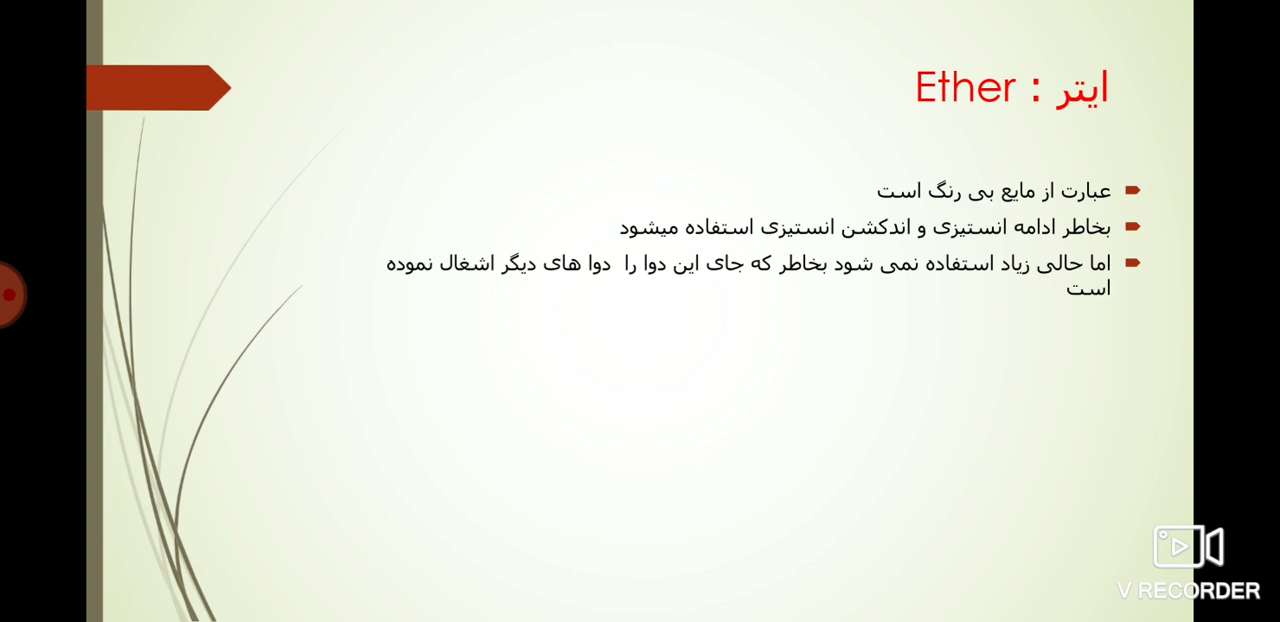 ایتر : Ether
عبارت از مایع بی رنگ است
بخاطر ادامه انستیزی و اندکشن انستیزی استفاده میشود
اما حالی زیاد استفاده نمی شود بخاطر که جای این دوا را دوا های دیگر اشغال نموده
است
V RECORDER